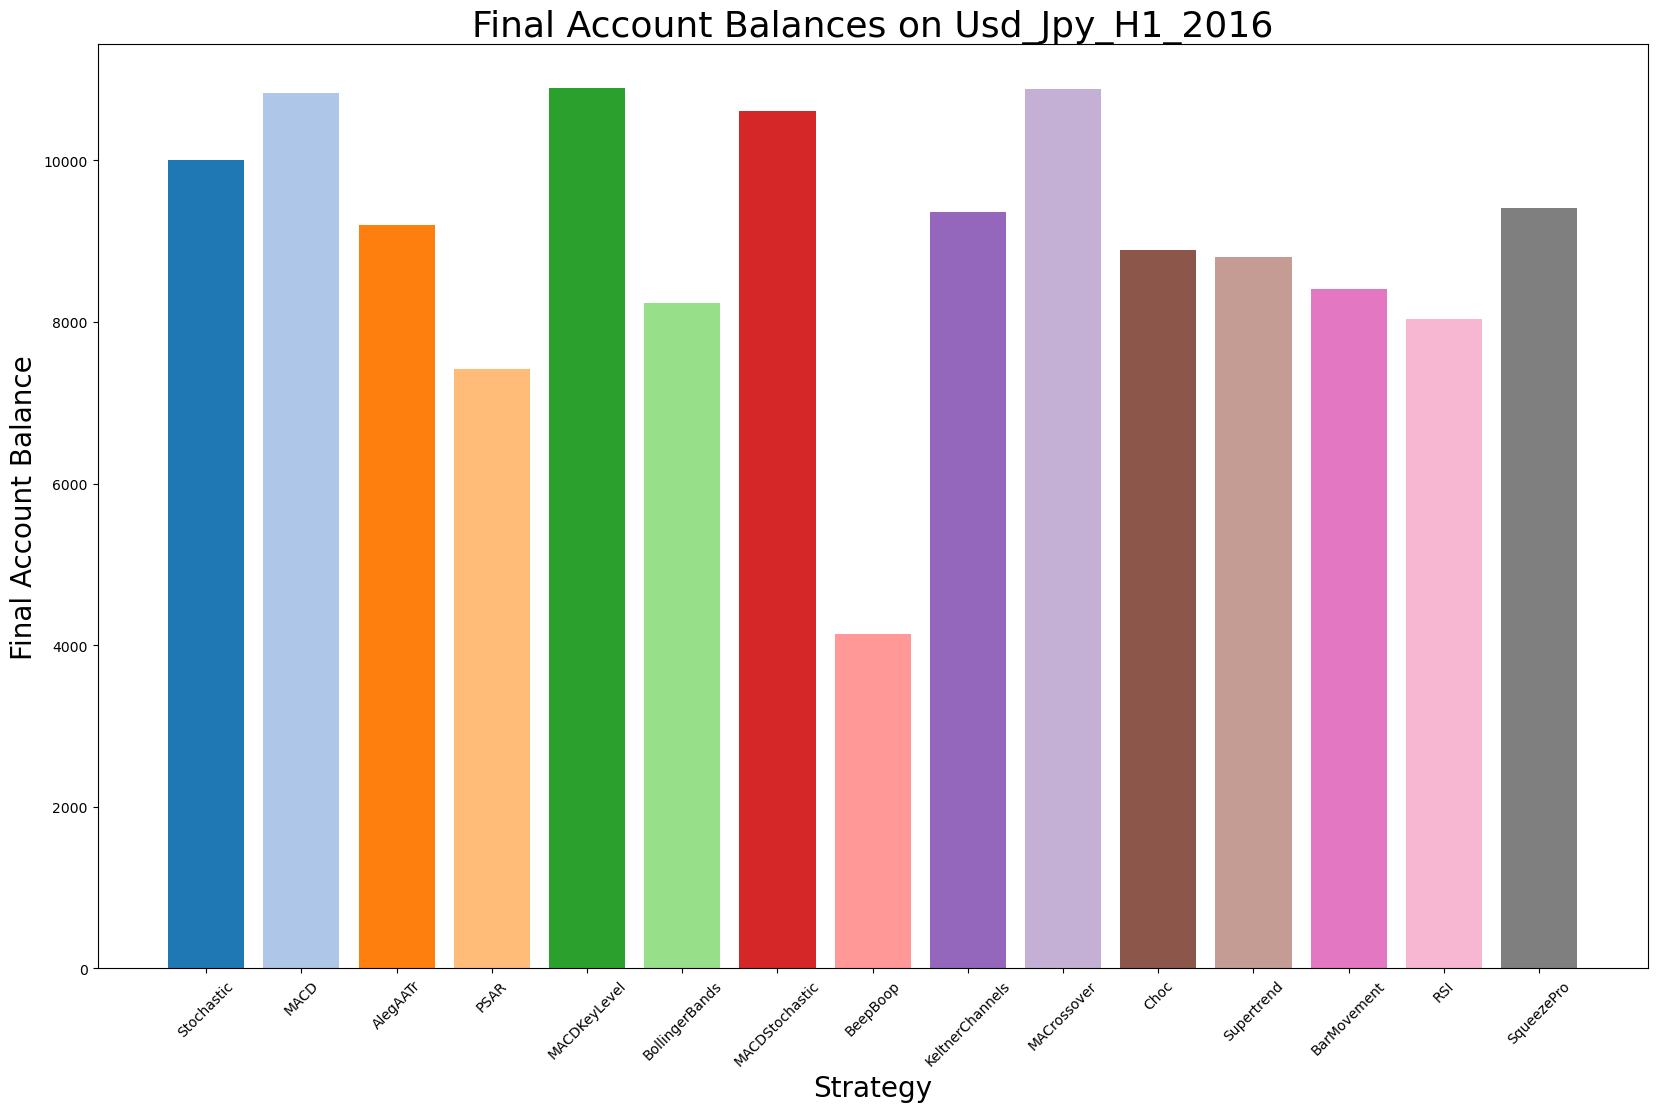 Final Account Balances on Usd_Jpy_H1_2016
Final Account Balance
10000
8000
6000
4000
2000
0
Stochastic
MACD
AlegAATr
PSAR
MACDKeyLevel
BollingerBands
MACDStochastic
BeepBoop
KeltnerChannels
MACrossover
Choc
Supertrend
BarMovement
RSI
SqueezePro
Strategy